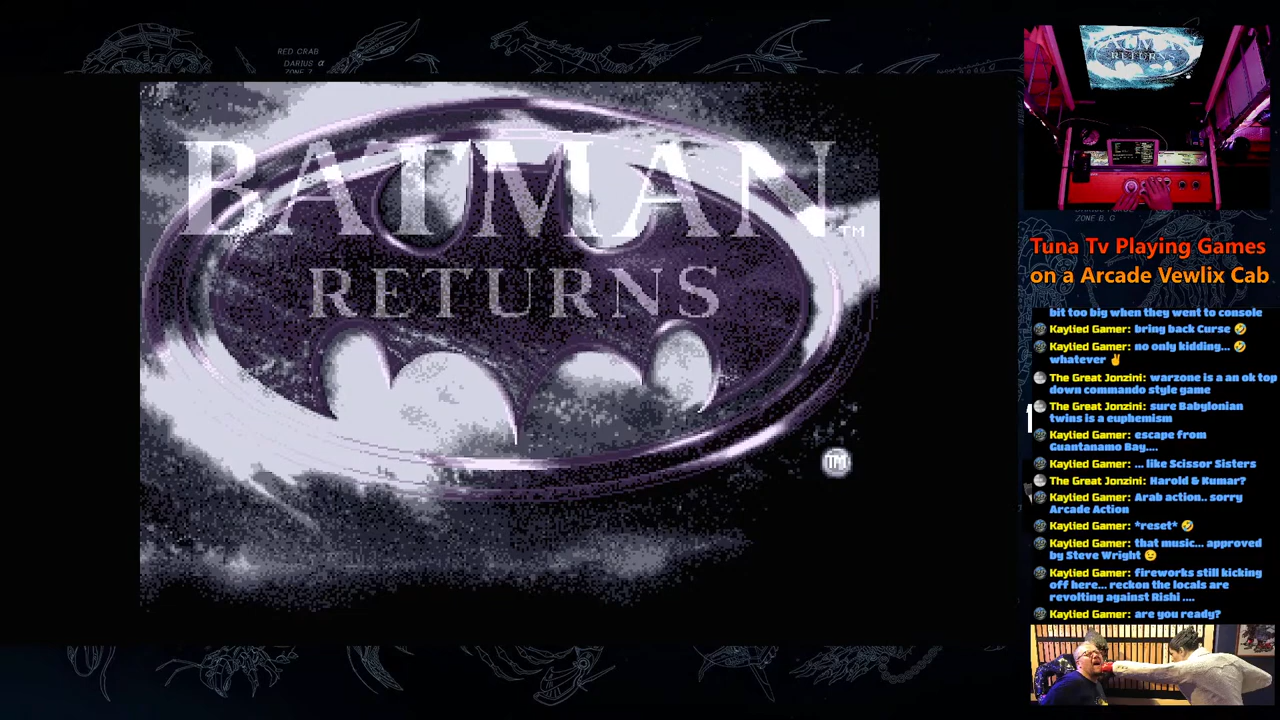 RED CRAB
DARIUS α
ZONE Z
BATMAN™
RETURNS
TM
BATMAN
RETURNS
ZONE B. G
Tuna Tv Playing Games
on a Arcade Vewlix Cab
bit too big when they went to console
Kaylied Gamer: bring back Curse 🤣
Kaylied Gamer: no only kidding... 🤣
whatever ✌
The Great Jonzini: warzone is a an ok top
down commando style game
The Great Jonzini: sure Babylonian
twins is a euphemism
Kaylied Gamer: escape from
Guantanamo Bay....
Kaylied Gamer: ... like Scissor Sisters
The Great Jonzini: Harold & Kumar?
Kaylied Gamer: Arab action.. sorry
Arcade Action
Kaylied Gamer: *reset* 🤣
Kaylied Gamer: that music... approved
by Steve Wright 😉
Kaylied Gamer: fireworks still kicking
off here... reckon the locals are
revolting against Rishi ....
Kaylied Gamer: are you ready?